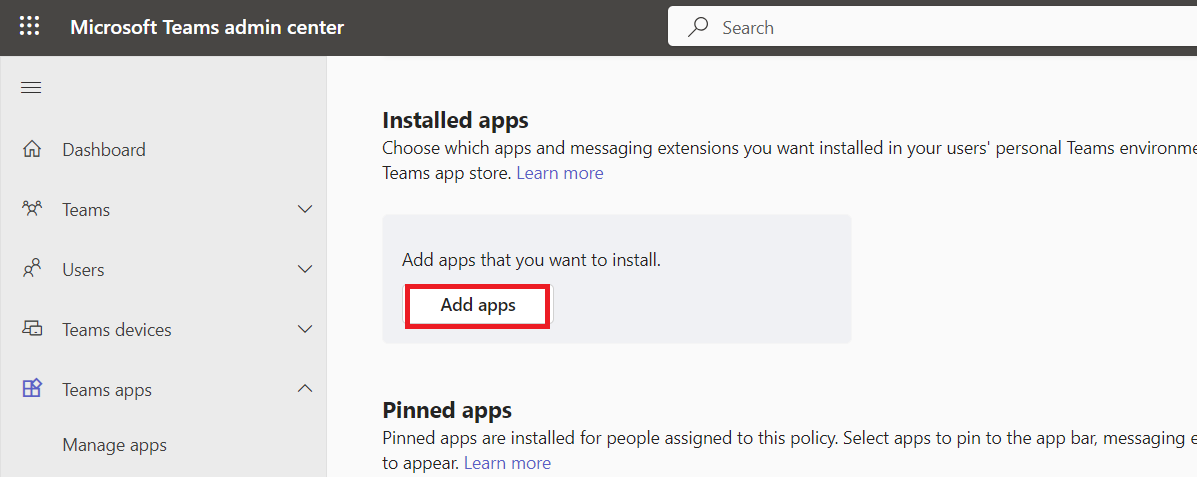 Microsoft Teams admin center
Search
Dashboard
Teams
Users
Teams devices
Teams apps
Manage apps
Installed apps
Choose which apps and messaging extensions you want installed in your users' personal Teams environme
Teams app store. Learn more
Add apps that you want to install.
Add apps
Pinned apps
Pinned apps are installed for people assigned to this policy. Select apps to pin to the app bar, messaging e
to appear. Learn more